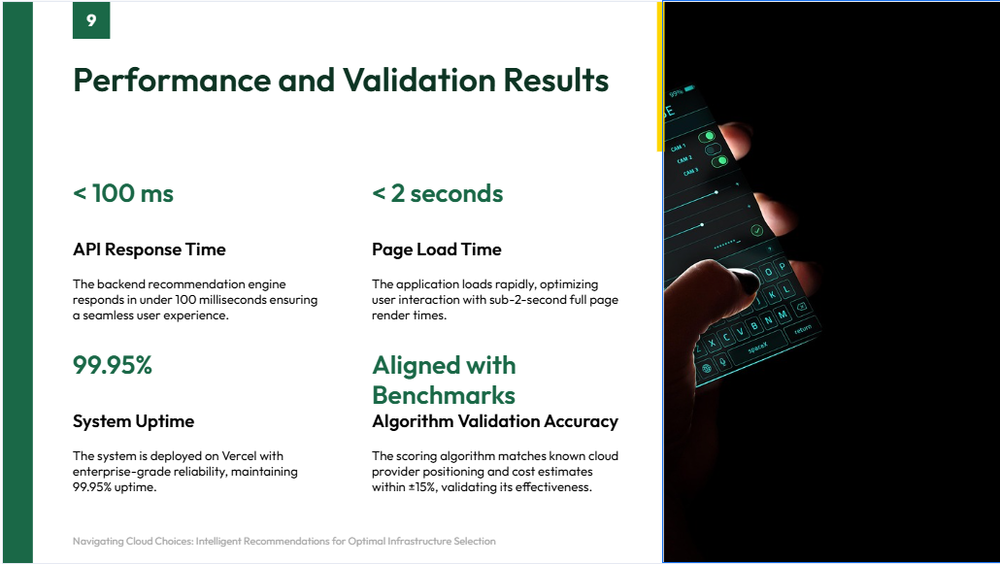 9
Performance and Validation Results
< 100 ms
API Response Time
The backend recommendation engine
responds in under 100 milliseconds ensuring
a seamless user experience.
< 2 seconds
Page Load Time
The application loads rapidly, optimizing
user interaction with sub-2-second full page
render times.
99.95%
System Uptime
The system is deployed on Vercel with
enterprise-grade reliability, maintaining
99.95% uptime.
Aligned with
Benchmarks
Algorithm Validation Accuracy
The scoring algorithm matches known cloud
provider positioning and cost estimates
within ±15%, validating its effectiveness.
Navigating Cloud Choices: Intelligent Recommendations for Optimal Infrastructure Selection
99%
CAM 1
CAM 2
CAM 3
O P
K L
X C V B N M
spaceX
return